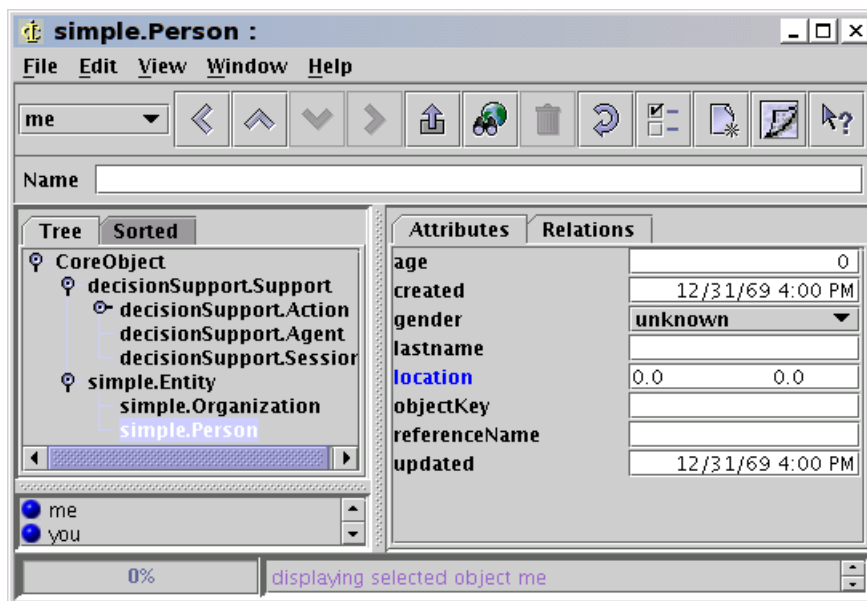 simple.Person :
File Edit View Window Help
me
Name
Tree Sorted
CoreObject
decisionSupport.Support
decisionSupport.Action
decisionSupport.Agent
decisionSupport.Session
simple.Entity
simple.Organization
simple.Person
me
you
Attributes Relations
age 0
created 12/31/69 4:00 PM
gender unknown
lastname
location 0.0 0.0
objectKey
referenceName
updated 12/31/69 4:00 PM
0% displaying selected object me